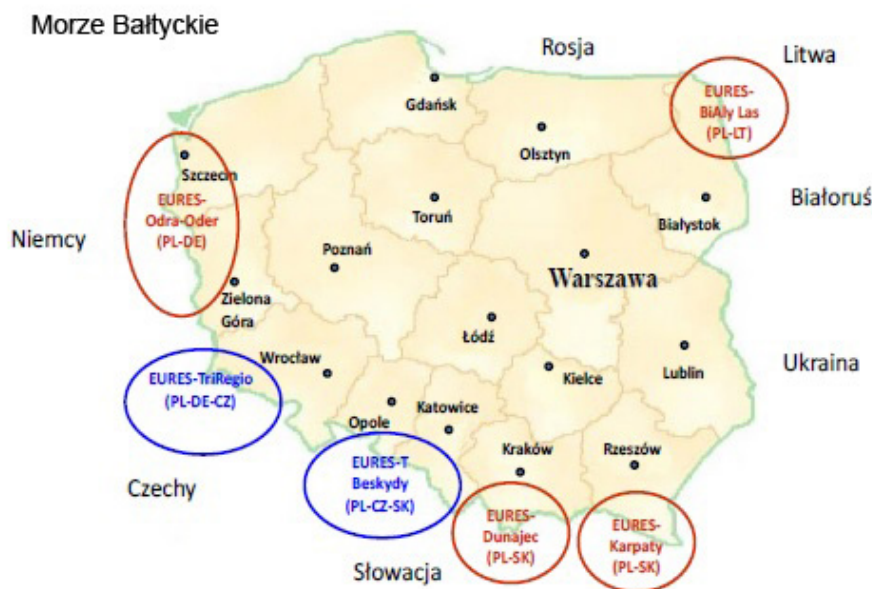 Morze Bałtyckie
Rosja
Litwa
EURES-
BiAly Las
(PL-LT)
Gdańsk
Olsztyn
Szczecin
EURES-
Odra-Oder
(PL-DE)
Toruń
Białystok
Białoruś
Niemcy
Poznań
Warszawa
Zielona
Góra
Łódź
Wrocław
Kielce
Lublin
Ukraina
EURES-TriRegio
(PL-DE-CZ)
Opole
Katowice
Kraków
Rzeszów
EURES-T
Beskydy
(PL-CZ-SK)
Czechy
EURES-
Dunajec
(PL-SK)
EURES-
Karpaty
(PL-SK)
Słowacja